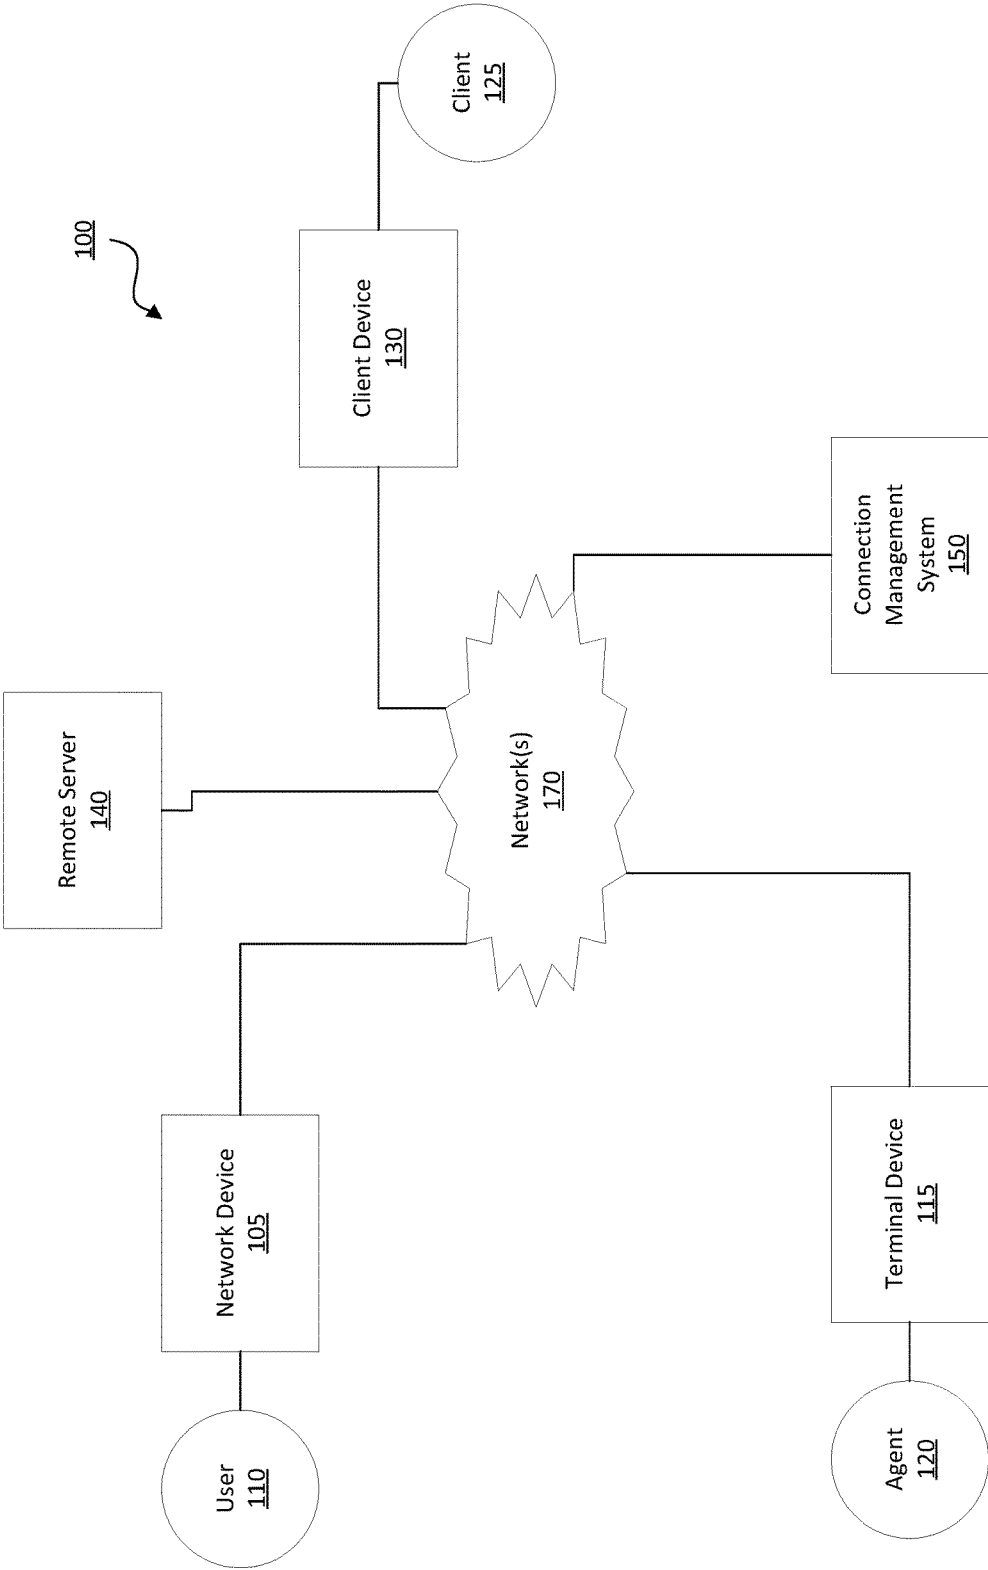 100
Remote Server
140
User
110
Network Device
105
Client Device
130
Client
125
Network(s)
170
Agent
120
Terminal Device
115
Connection
Management
System
150